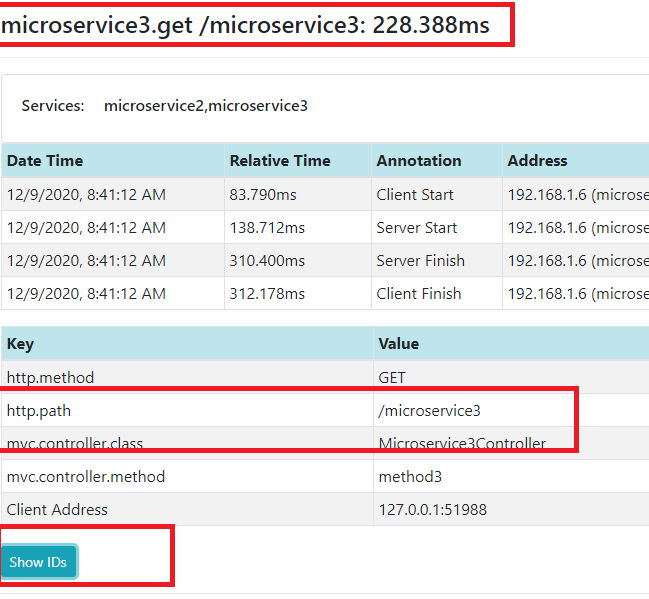 microservice3.get /microservice3: 228.388ms
Services: microservice2,microservice3
Date Time Relative Time Annotation Address
12/9/2020, 8:41:12 AM 83.790ms Client Start 192.168.1.6 (microse
12/9/2020, 8:41:12 AM 138.712ms Server Start 192.168.1.6 (microse
12/9/2020, 8:41:12 AM 310.400ms Server Finish 192.168.1.6 (microse
12/9/2020, 8:41:12 AM 312.178ms Client Finish 192.168.1.6 (microse
Key Value
http.method GET
http.path /microservice3
mvc.controller.class Microservice3Controller
mvc.controller.method method3
Client Address 127.0.0.1:51988
Show IDs